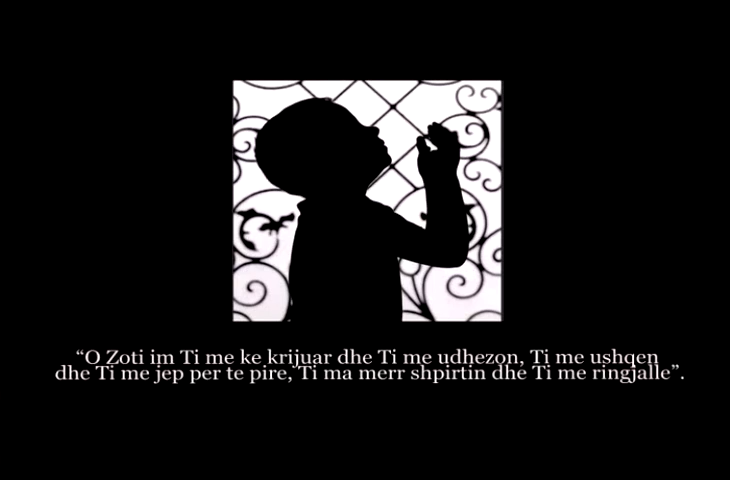 “O Zoti im Ti me ke krijuar dhe Ti me udhezon, Ti me ushqen
dhe Ti me jep per te pire, Ti ma merr shpirtin dhe Ti me ringjalle”.